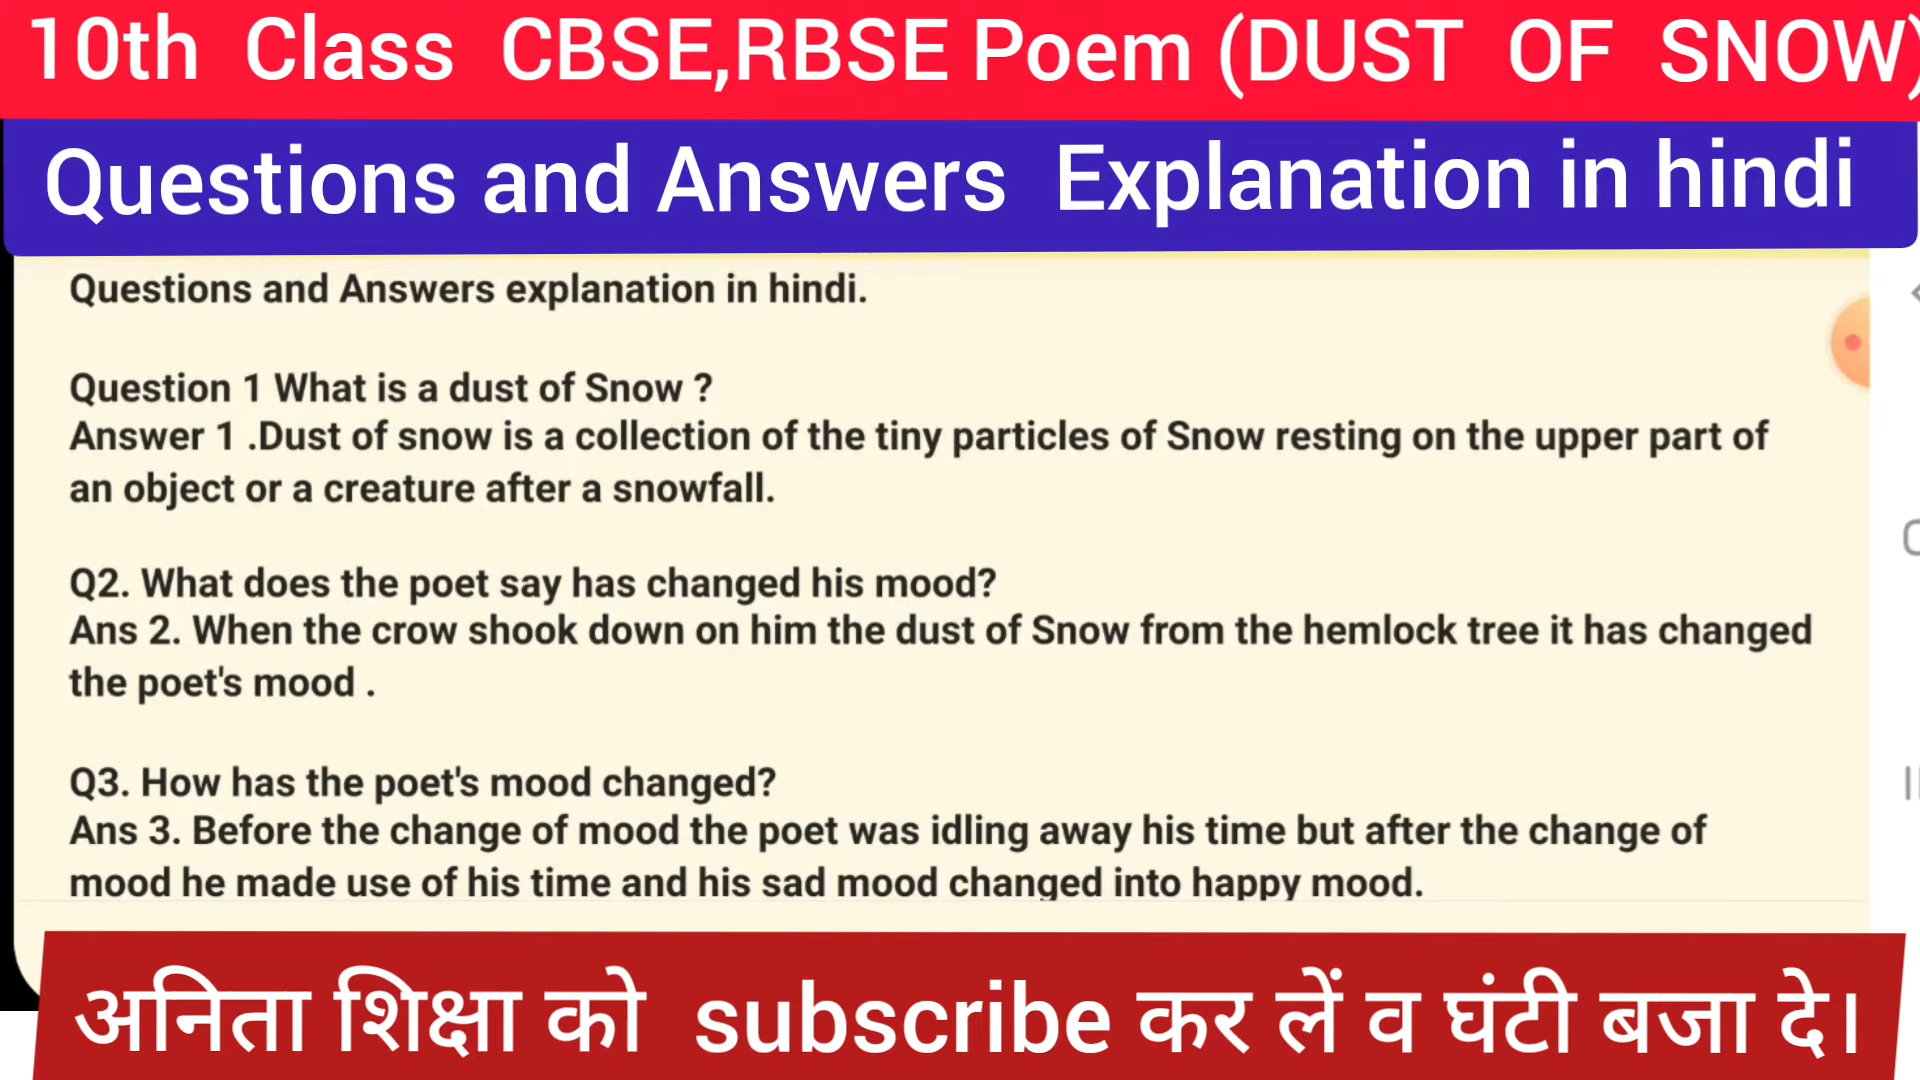 10th Class CBSE,RBSE Poem (DUST OF SNOW)
Questions and Answers Explanation in hindi
Questions and Answers explanation in hindi.
Question 1 What is a dust of Snow ?
Answer 1 .Dust of snow is a collection of the tiny particles of Snow resting on the upper part of
an object or a creature after a snowfall.
Q2. What does the poet say has changed his mood?
Ans 2. When the crow shook down on him the dust of Snow from the hemlock tree it has changed
the poet's mood .
Q3. How has the poet's mood changed?
Ans 3. Before the change of mood the poet was idling away his time but after the change of
mood he made use of his time and his sad mood changed into happy mood.
अनिता शिक्षा को subscribe कर लें व घंटी बजा दे।